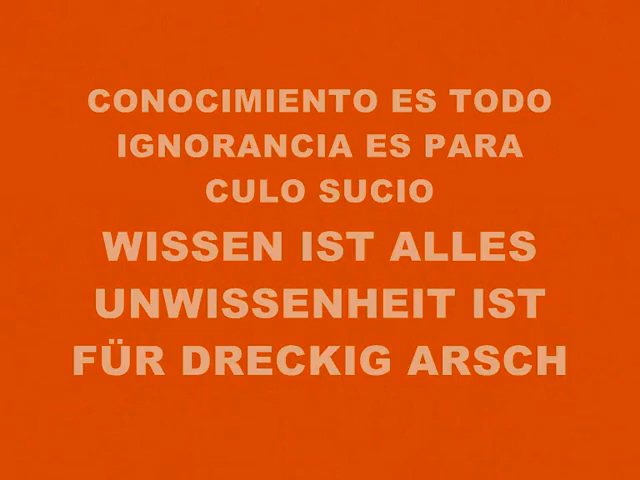 CONOCIMIENTO ES TODO
IGNORANCIA ES PARA
CULO SUCIO
WISSEN IST ALLES
UNWISSENHEIT IST
FÜR DRECKIG ARSCH